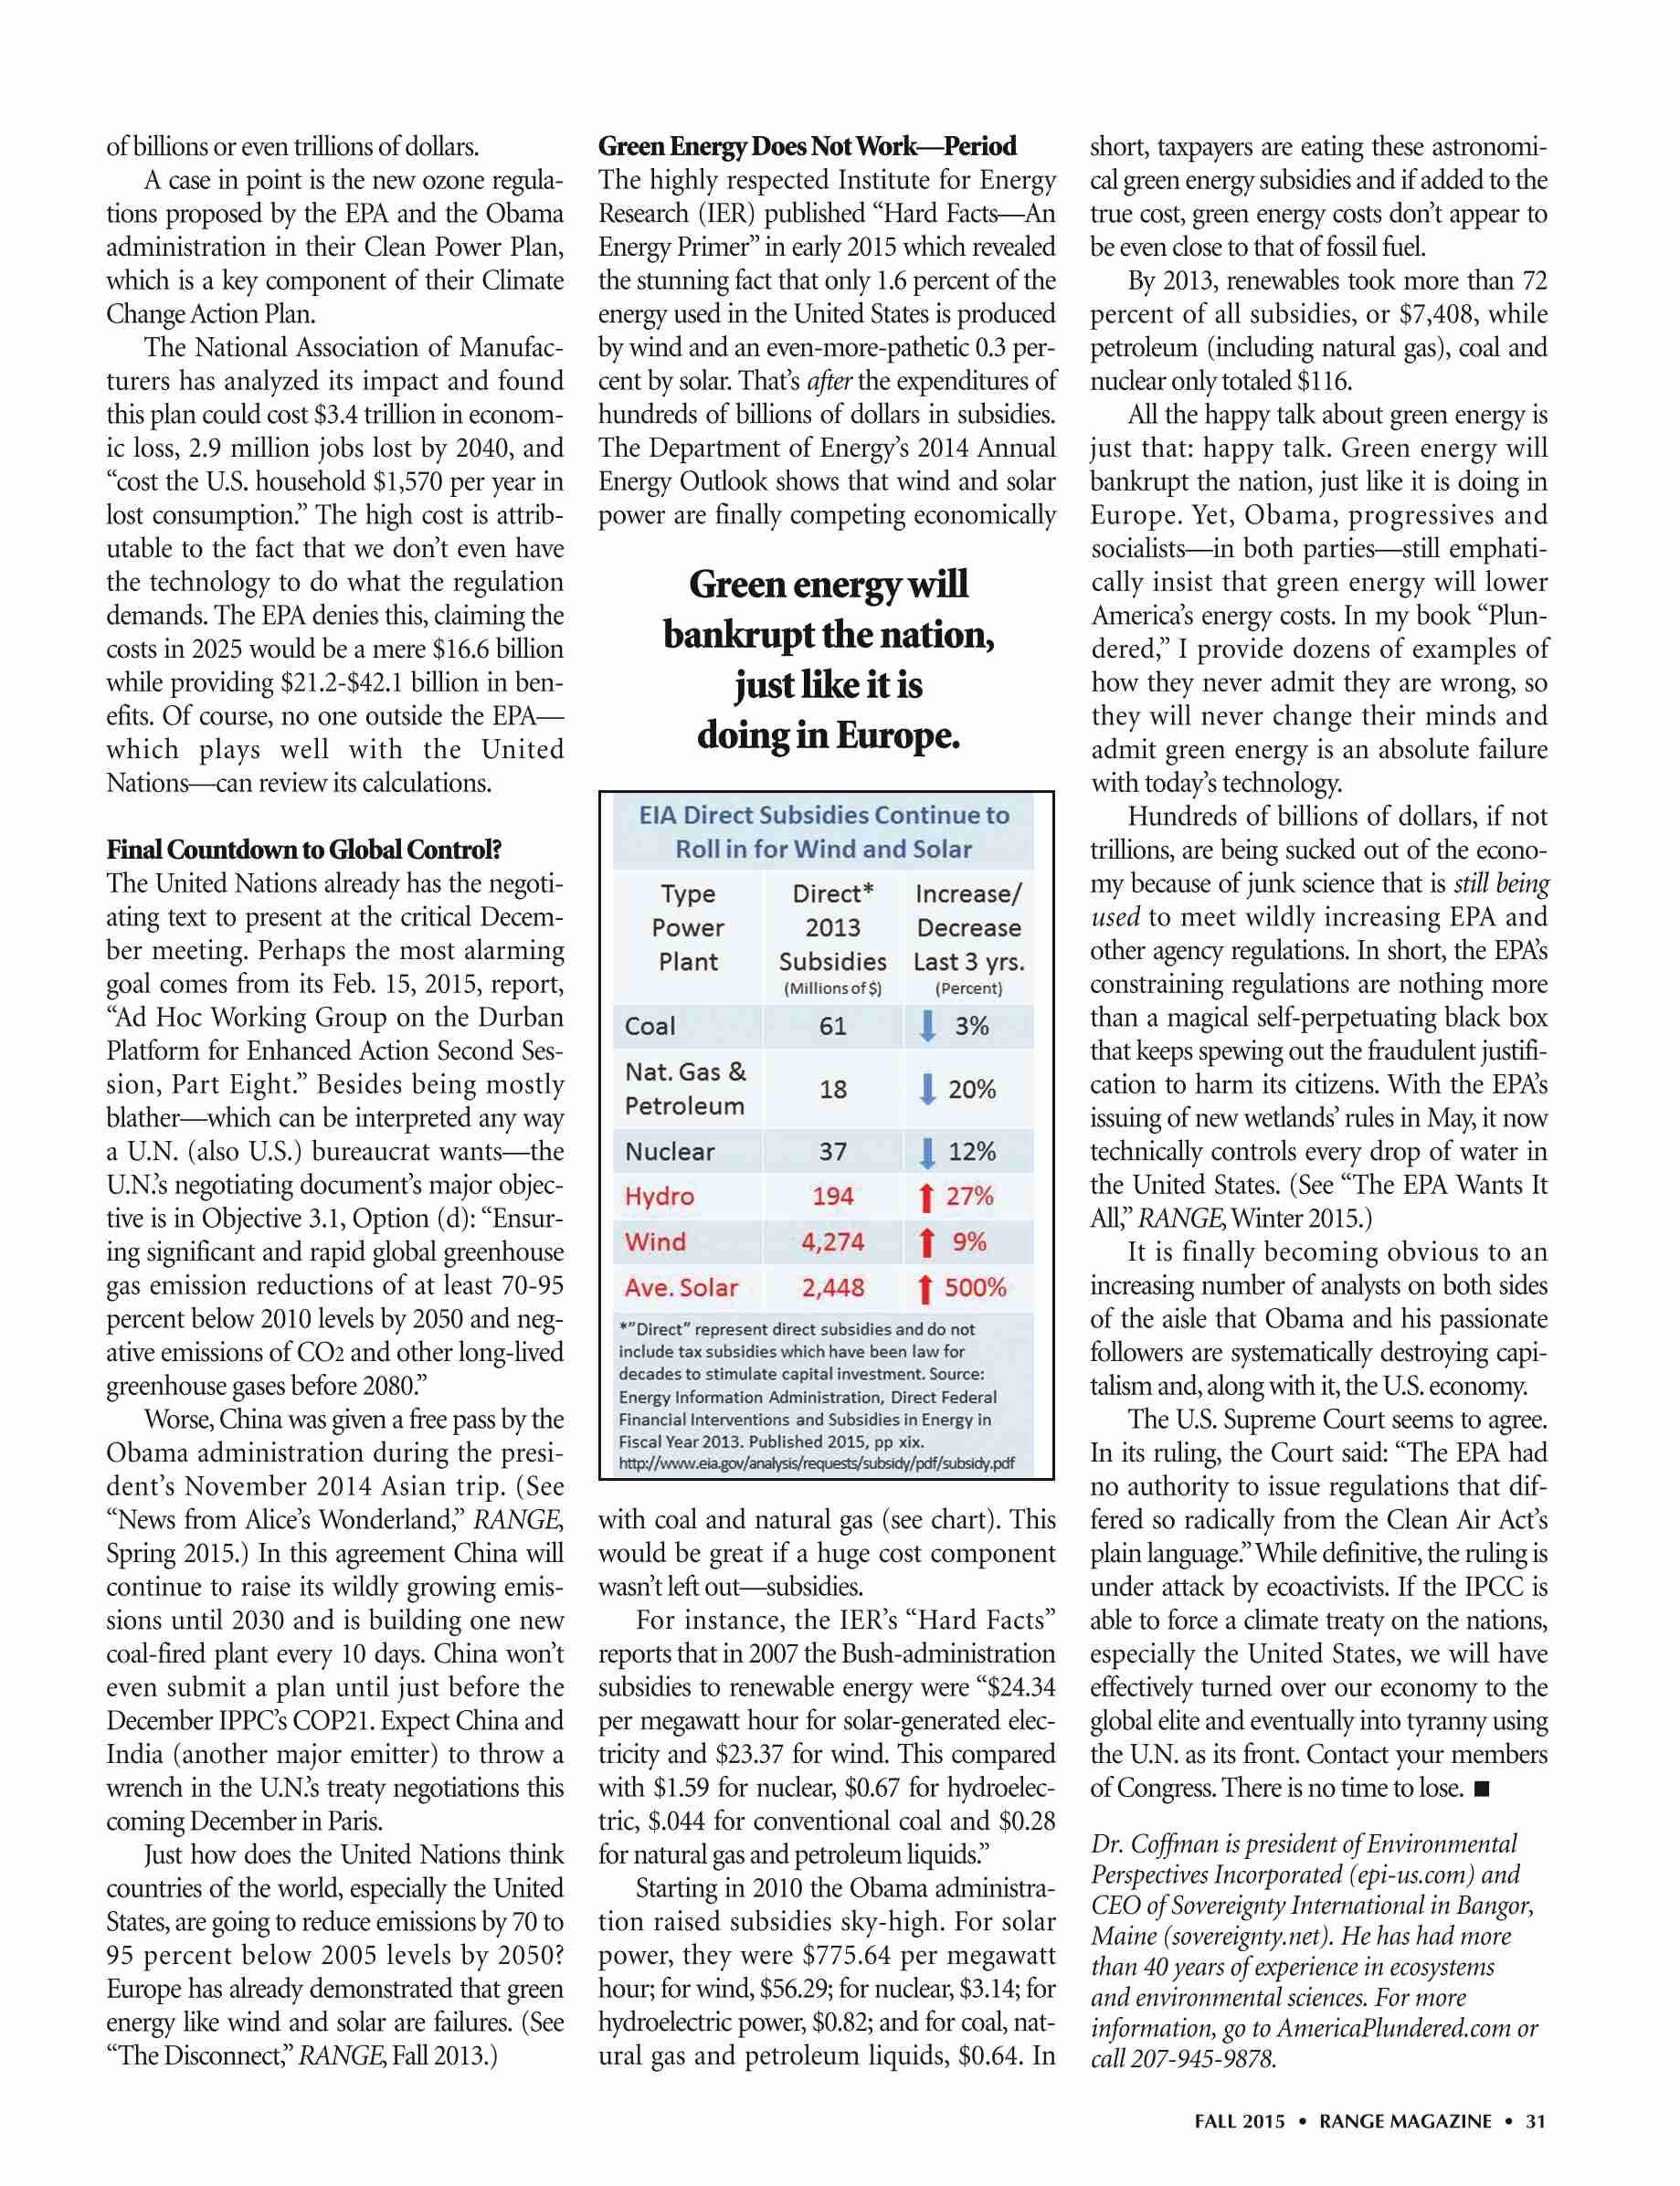 of billions or even trillions of dollars.
A case in point is the new ozone regula-
tions proposed by the EPA and the Obama
administration in their Clean Power Plan,
which is a key component of their Climate
Change Action Plan.
The National Association of Manufac-
turers has analyzed its impact and found
this plan could cost $3.4 trillion in econom-
ic loss, 2.9 million jobs lost by 2040, and
“cost the U.S. household $1,570 per year in
lost consumption.” The high cost is attrib-
utable to the fact that we don’t even have
the technology to do what the regulation
demands. The EPA denies this, claiming the
costs in 2025 would be a mere $16.6 billion
while providing $21.2-$42.1 billion in ben-
efits. Of course, no one outside the EPA—
which plays well with the United
Nations—can review its calculations.
Final Countdown to Global Control?
The United Nations already has the negoti-
ating text to present at the critical Decem-
ber meeting. Perhaps the most alarming
goal comes from its Feb. 15, 2015, report,
“Ad Hoc Working Group on the Durban
Platform for Enhanced Action Second Ses-
sion, Part Eight.” Besides being mostly
blather—which can be interpreted any way
a U.N. (also U.S.) bureaucrat wants—the
U.N.’s negotiating document’s major objec-
tive is in Objective 3.1, Option (d): “Ensur-
ing significant and rapid global greenhouse
gas emission reductions of at least 70-95
percent below 2010 levels by 2050 and neg-
ative emissions of CO2 and other long-lived
greenhouse gases before 2080.”
Worse, China was given a free pass by the
Obama administration during the presi-
dent’s November 2014 Asian trip. (See
“News from Alice’s Wonderland,” RANGE,
Spring 2015.) In this agreement China will
continue to raise its wildly growing emis-
sions until 2030 and is building one new
coal-fired plant every 10 days. China won’t
even submit a plan until just before the
December IPPC’s COP21. Expect China and
India (another major emitter) to throw a
wrench in the U.N.’s treaty negotiations this
coming December in Paris.
Just how does the United Nations think
countries of the world, especially the United
States, are going to reduce emissions by 70 to
95 percent below 2005 levels by 2050?
Europe has already demonstrated that green
energy like wind and solar are failures. (See
“The Disconnect,” RANGE, Fall 2013.)
Green Energy Does Not Work—Period
The highly respected Institute for Energy
Research (IER) published “Hard Facts—An
Energy Primer” in early 2015 which revealed
the stunning fact that only 1.6 percent of the
energy used in the United States is produced
by wind and an even-more-pathetic 0.3 per-
cent by solar. That’s after the expenditures of
hundreds of billions of dollars in subsidies.
The Department of Energy’s 2014 Annual
Energy Outlook shows that wind and solar
power are finally competing economically
Green energy will
bankrupt the nation,
just like it is
doing in Europe.
EIA Direct Subsidies Continue to
Roll in for Wind and Solar
Type Direct* Increase/
Power 2013 Decrease
Plant Subsidies Last 3 yrs.
(Millions of $) (Percent)
Coal 61 ⬇ 3%
Nat. Gas &
Petroleum 18 ⬇ 20%
Nuclear 37 ⬇ 12%
Hydro 194 ⬆ 27%
Wind 4,274 ⬆ 9%
Ave. Solar 2,448 ⬆ 500%
*”Direct” represent direct subsidies and do not
include tax subsidies which have been law for
decades to stimulate capital investment. Source:
Energy Information Administration, Direct Federal
Financial Interventions and Subsidies in Energy in
Fiscal Year 2013. Published 2015, pp xix.
http://www.eia.gov/analysis/requests/subsidy/pdf/subsidy.pdf
with coal and natural gas (see chart). This
would be great if a huge cost component
wasn’t left out—subsidies.
For instance, the IER’s “Hard Facts”
reports that in 2007 the Bush-administration
subsidies to renewable energy were “$24.34
per megawatt hour for solar-generated elec-
tricity and $23.37 for wind. This compared
with $1.59 for nuclear, $0.67 for hydroelec-
tric, $.044 for conventional coal and $0.28
for natural gas and petroleum liquids.”
Starting in 2010 the Obama administra-
tion raised subsidies sky-high. For solar
power, they were $775.64 per megawatt
hour; for wind, $56.29; for nuclear, $3.14; for
hydroelectric power, $0.82; and for coal, nat-
ural gas and petroleum liquids, $0.64. In
short, taxpayers are eating these astronomi-
cal green energy subsidies and if added to the
true cost, green energy costs don’t appear to
be even close to that of fossil fuel.
By 2013, renewables took more than 72
percent of all subsidies, or $7,408, while
petroleum (including natural gas), coal and
nuclear only totaled $116.
All the happy talk about green energy is
just that: happy talk. Green energy will
bankrupt the nation, just like it is doing in
Europe. Yet, Obama, progressives and
socialists—in both parties—still emphati-
cally insist that green energy will lower
America’s energy costs. In my book “Plun-
dered,” I provide dozens of examples of
how they never admit they are wrong, so
they will never change their minds and
admit green energy is an absolute failure
with today’s technology.
Hundreds of billions of dollars, if not
trillions, are being sucked out of the econo-
my because of junk science that is still being
used to meet wildly increasing EPA and
other agency regulations. In short, the EPA’s
constraining regulations are nothing more
than a magical self-perpetuating black box
that keeps spewing out the fraudulent justifi-
cation to harm its citizens. With the EPA’s
issuing of new wetlands’ rules in May, it now
technically controls every drop of water in
the United States. (See “The EPA Wants It
All,” RANGE, Winter 2015.)
It is finally becoming obvious to an
increasing number of analysts on both sides
of the aisle that Obama and his passionate
followers are systematically destroying capi-
talism and, along with it, the U.S. economy.
The U.S. Supreme Court seems to agree.
In its ruling, the Court said: “The EPA had
no authority to issue regulations that dif-
fered so radically from the Clean Air Act’s
plain language.” While definitive, the ruling is
under attack by ecoactivists. If the IPCC is
able to force a climate treaty on the nations,
especially the United States, we will have
effectively turned over our economy to the
global elite and eventually into tyranny using
the U.N. as its front. Contact your members
of Congress. There is no time to lose. ■
Dr. Coffman is president of Environmental
Perspectives Incorporated (epi-us.com) and
CEO of Sovereignty International in Bangor,
Maine (sovereignty.net). He has had more
than 40 years of experience in ecosystems
and environmental sciences. For more
information, go to AmericaPlundered.com or
call 207-945-9878.
FALL 2015 • RANGE MAGAZINE • 31